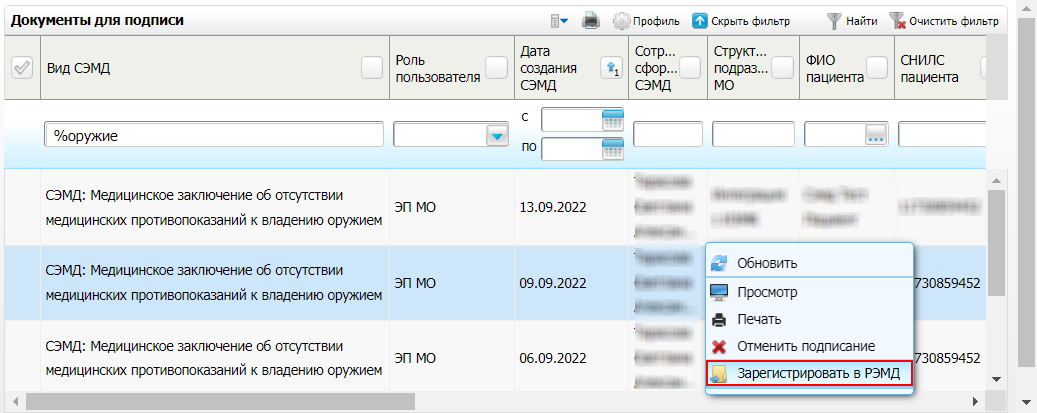 Документы для подписи
Профиль
Скрыть фильтр
Найти
Очистить фильтр
Вид СЭМД
Роль
пользователя
Дата
создания
СЭМД
1
Сотр...
сфор...
СЭМД
Структ...
подраз...
МО
ФИО
пациента
СНИЛС
пациента
%оружие
с
по
...
СЭМД: Медицинское заключение об отсутствии
медицинских противопоказаний к владению оружием
ЭП МО
13.09.2022
СЭМД: Медицинское заключение об отсутствии
медицинских противопоказаний к владению оружием
ЭП МО
09.09.2022
730859452
СЭМД: Медицинское заключение об отсутствии
медицинских противопоказаний к владению оружием
ЭП МО
06.09.2022
730859452
Обновить
Просмотр
Печать
Отменить подписание
Зарегистрировать в РЭМД